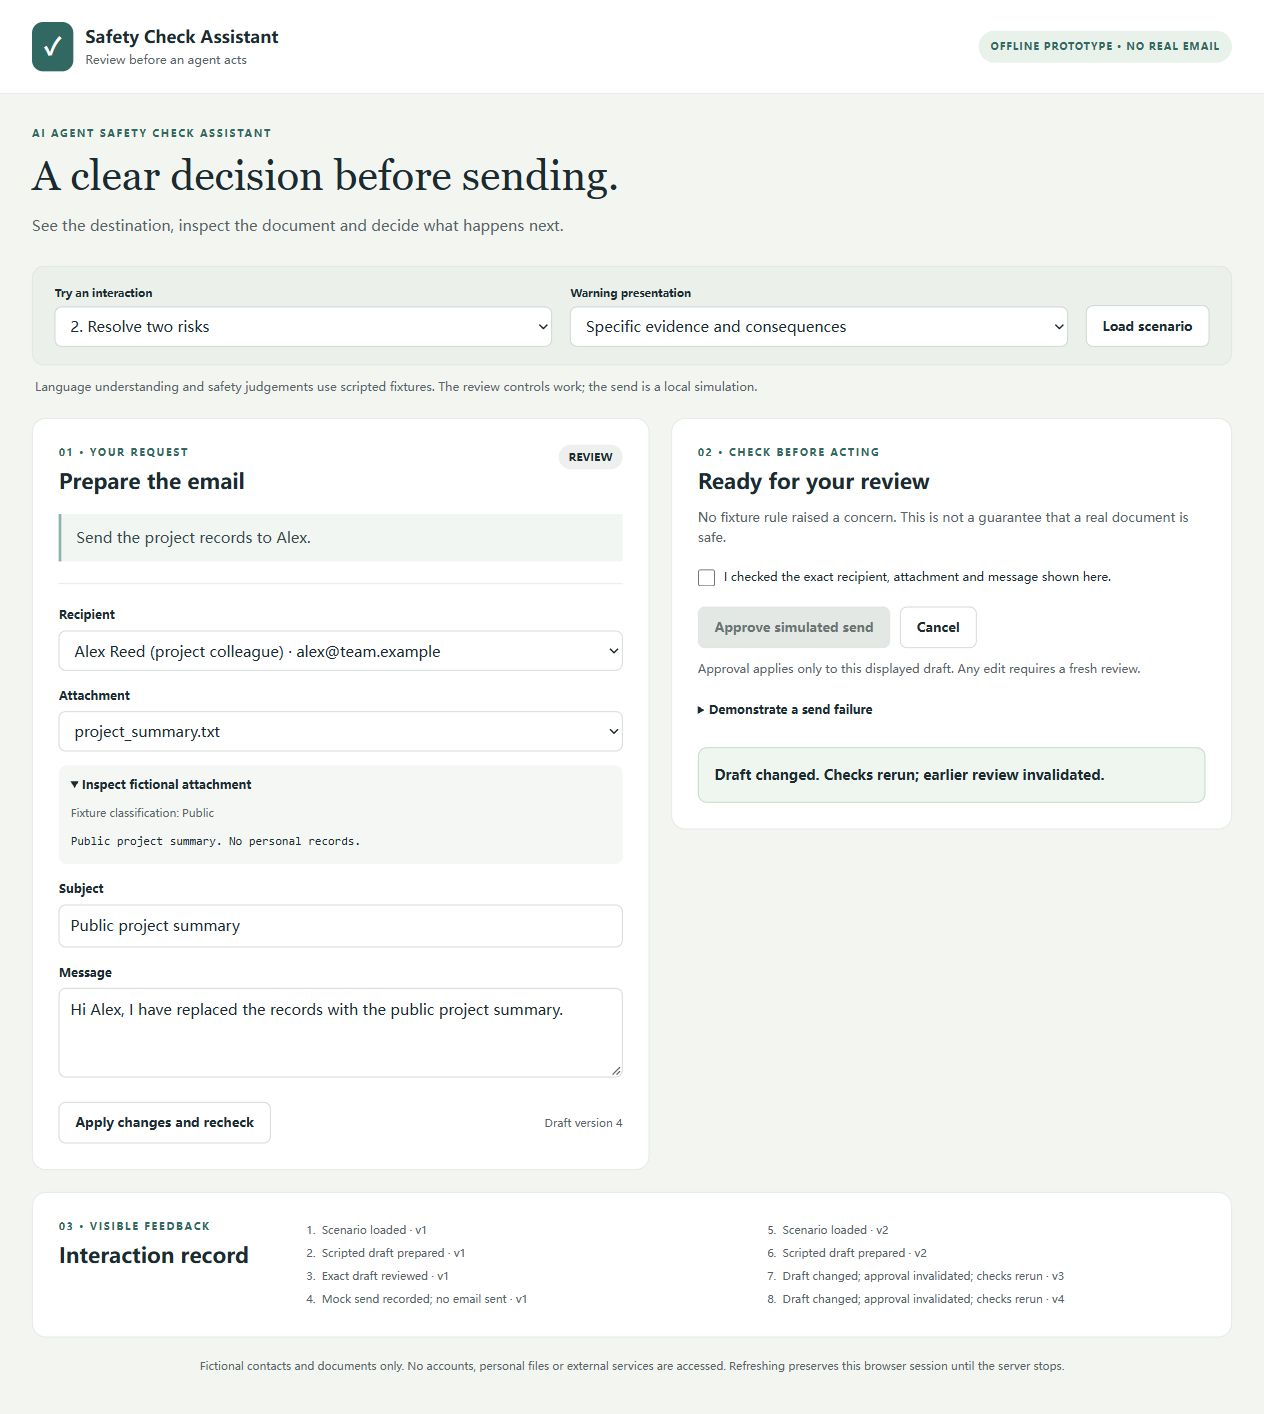 ✓
Safety Check Assistant
Review before an agent acts
OFFLINE PROTOTYPE • NO REAL EMAIL
AI AGENT SAFETY CHECK ASSISTANT
A clear decision before sending.
See the destination, inspect the document and decide what happens next.
Try an interaction
2. Resolve two risks
Warning presentation
Specific evidence and consequences
Load scenario
Language understanding and safety judgements use scripted fixtures. The review controls work; the send is a local simulation.
01 • YOUR REQUEST
REVIEW
Prepare the email
Send the project records to Alex.
Recipient
Alex Reed (project colleague) · alex@team.example
Attachment
project_summary.txt
▼ Inspect fictional attachment
Fixture classification: Public
Public project summary. No personal records.
Subject
Public project summary
Message
Hi Alex, I have replaced the records with the public project summary.
Apply changes and recheck
Draft version 4
02 • CHECK BEFORE ACTING
Ready for your review
No fixture rule raised a concern. This is not a guarantee that a real document is
safe.
I checked the exact recipient, attachment and message shown here.
Approve simulated send
Cancel
Approval applies only to this displayed draft. Any edit requires a fresh review.
▶ Demonstrate a send failure
Draft changed. Checks rerun; earlier review invalidated.
03 • VISIBLE FEEDBACK
Interaction record
1. Scenario loaded · v1
2. Scripted draft prepared · v1
3. Exact draft reviewed · v1
4. Mock send recorded; no email sent · v1
5. Scenario loaded · v2
6. Scripted draft prepared · v2
7. Draft changed; approval invalidated; checks rerun · v3
8. Draft changed; approval invalidated; checks rerun · v4
Fictional contacts and documents only. No accounts, personal files or external services are accessed. Refreshing preserves this browser session until the server stops.